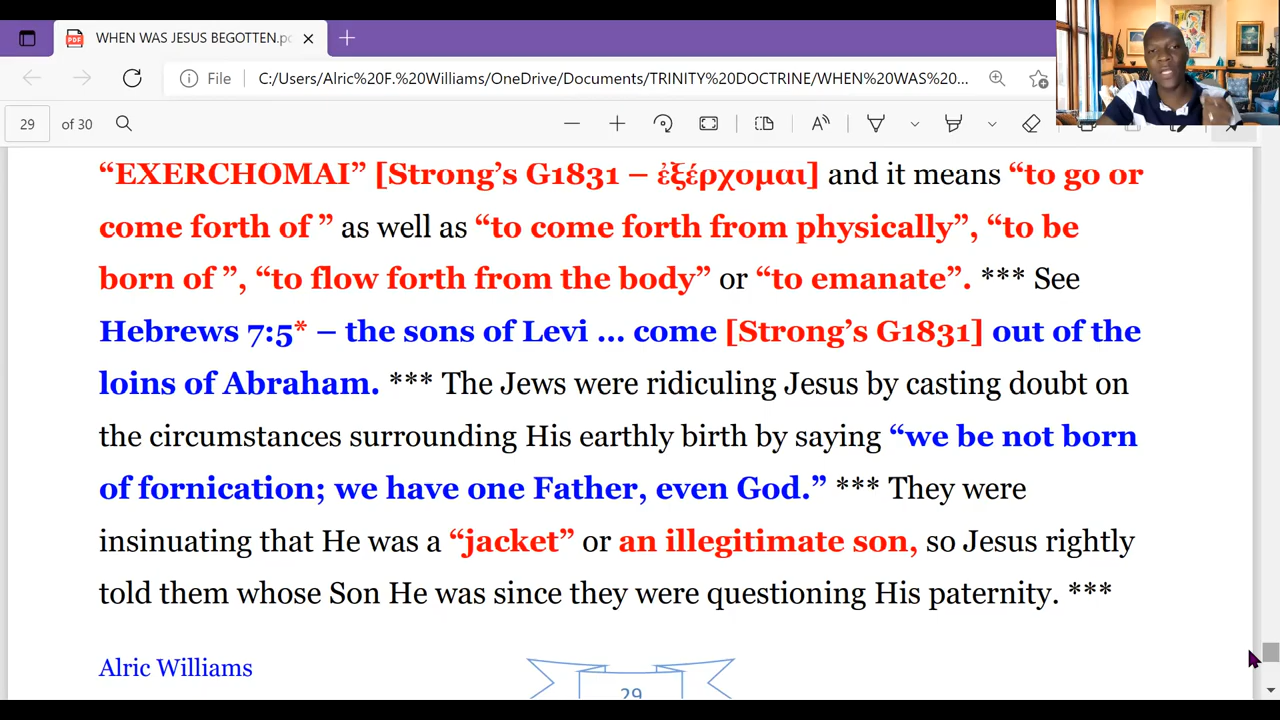 WHEN WAS JESUS BEGOTTEN.pd
File C:/Users/Alric%20F.%20Williams/OneDrive/Documents/TRINITY%20DOCTRINE/WHEN%20WAS%20...
29 of 30
“EXERCHOMAI” [Strong’s G1831 – ἐξέρχομαι] and it means “to go or
come forth of ” as well as “to come forth from physically”, “to be
born of ”, “to flow forth from the body” or “to emanate”. *** See
Hebrews 7:5* – the sons of Levi ... come [Strong’s G1831] out of the
loins of Abraham. *** The Jews were ridiculing Jesus by casting doubt on
the circumstances surrounding His earthly birth by saying “we be not born
of fornication; we have one Father, even God.” *** They were
insinuating that He was a “jacket” or an illegitimate son, so Jesus rightly
told them whose Son He was since they were questioning His paternity. ***
Alric Williams
29